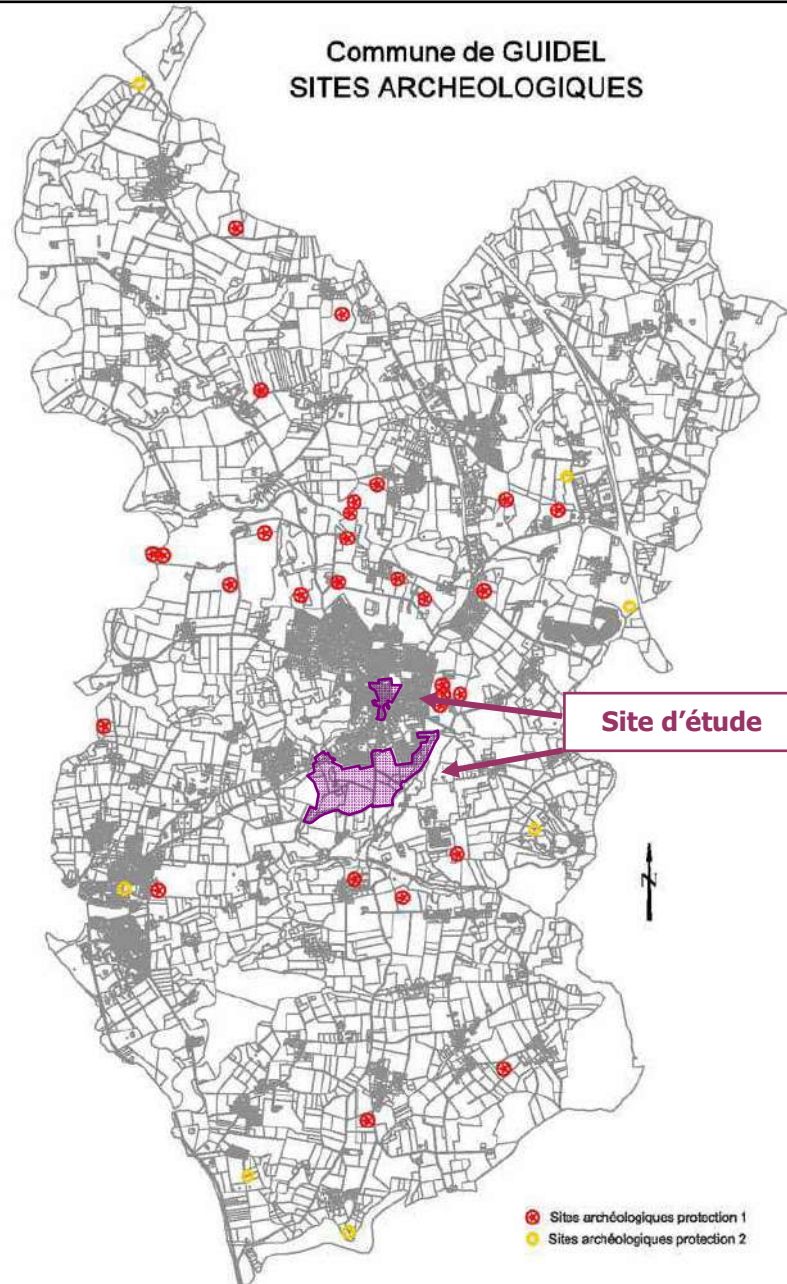 Commune de GUIDEL
SITES ARCHEOLOGIQUES
Site d'étude
N
Sites archéologiques protection 1
Sites archéologiques protection 2